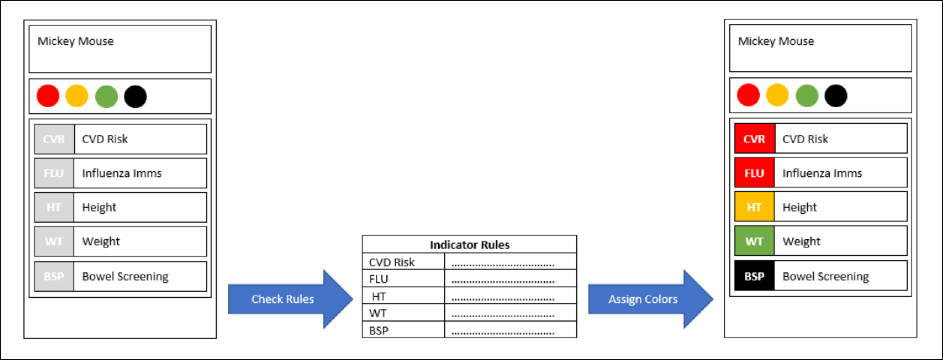 Mickey Mouse
CVR CVD Risk
FLU Influenza Imms
HT Height
WT Weight
BSP Bowel Screening
Check Rules
Indicator Rules
CVD Risk ..................................
FLU ..................................
HT ..................................
WT ..................................
BSP ..................................
Assign Colors
Mickey Mouse
CVR CVD Risk
FLU Influenza Imms
HT Height
WT Weight
BSP Bowel Screening